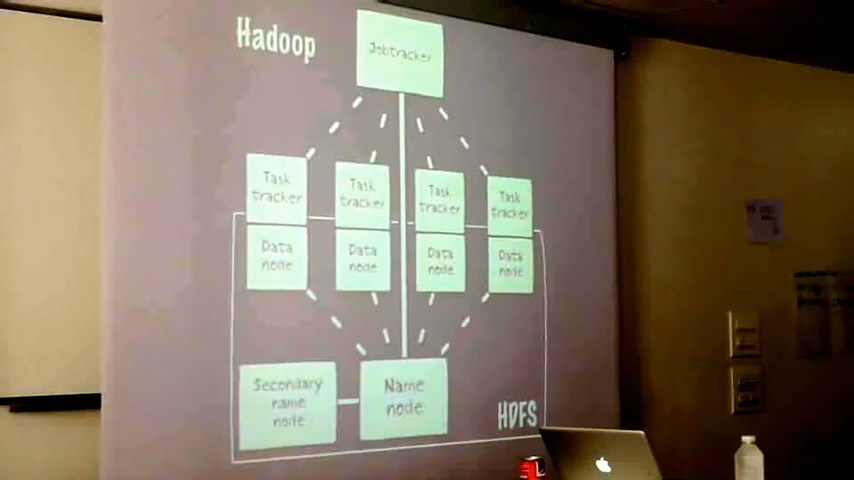 Hadoop
Jobtracker
Task
tracker
Task
tracker
Task
tracker
Task
tracker
Data
node
Data
node
Data
node
Data
node
Secondary
name
node
Name
node
HDFS